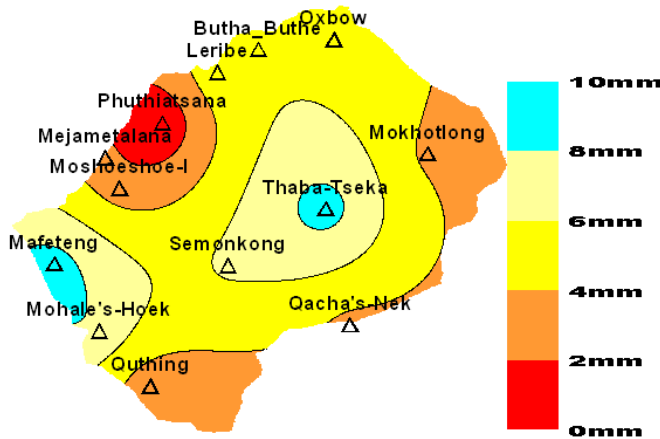 Oxbow
Butha_Buthe
Leribe
Phuthiatsana
Mejametalana
Moshoeshoe-I
Mokhotlong
Thaba-Tseka
Semonkong
Mafeteng
Mohale's-Hoek
Qacha's-Nek
Quthing
10mm
8mm
6mm
4mm
2mm
0mm